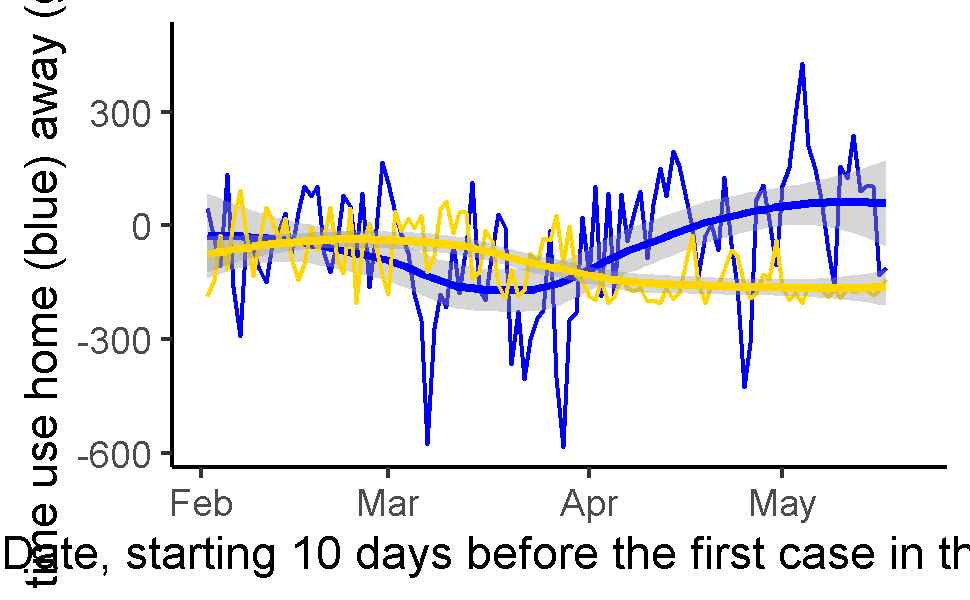 time use home (blue) away (
300
0
-300
-600
Feb Mar Apr May
Date, starting 10 days before the first case in th